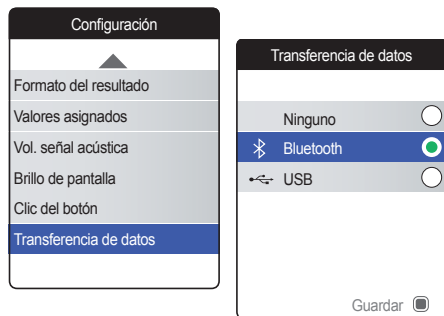 Configuración
Formato del resultado
Valores asignados
Vol. señal acústica
Brillo de pantalla
Clic del botón
Transferencia de datos
Transferencia de datos
Ninguno
Bluetooth
USB
Guardar